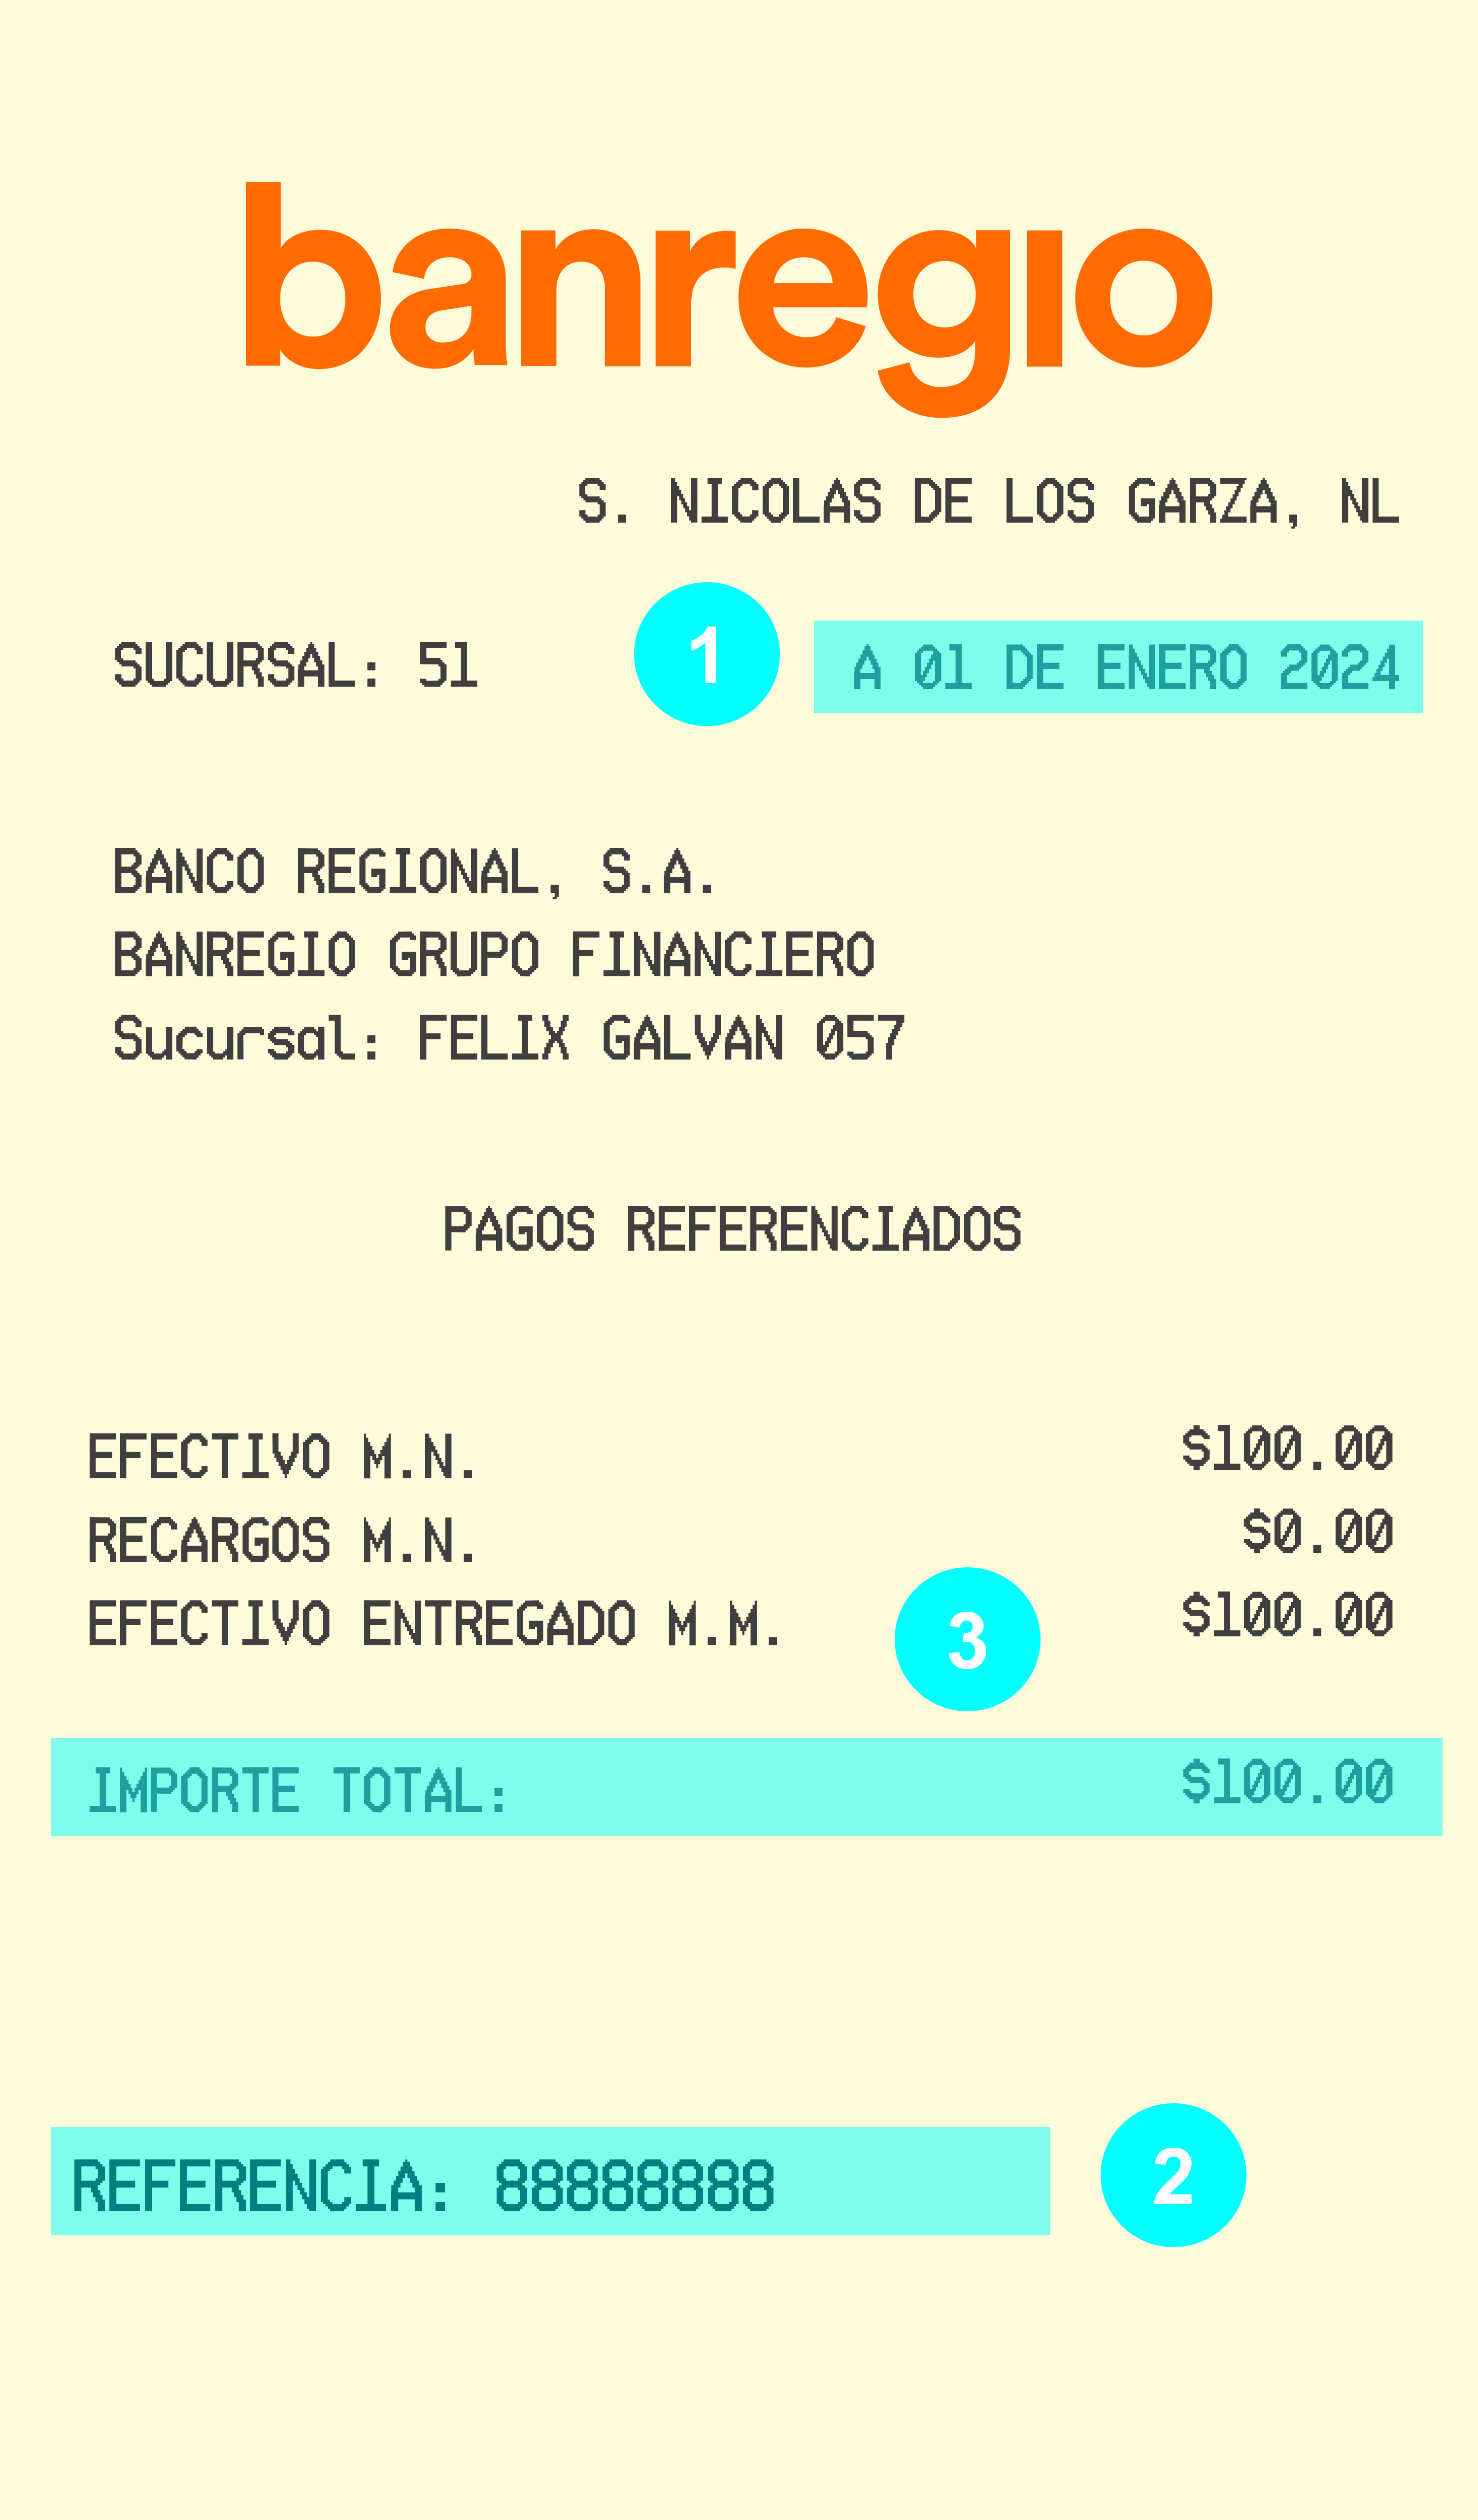 banregio
S. NICOLAS DE LOS GARZA, NL
SUCURSAL: 51 1 A 01 DE ENERO 2024
BANCO REGIONAL, S.A.
BANREGIO GRUPO FINANCIERO
Sucursal: FELIX GALVAN 057
PAGOS REFERENCIADOS
EFECTIVO M.N. $100.00
RECARGOS M.N. $0.00
EFECTIVO ENTREGADO M.M. $100.00
3
IMPORTE TOTAL: $100.00
REFERENCIA: 88888888 2